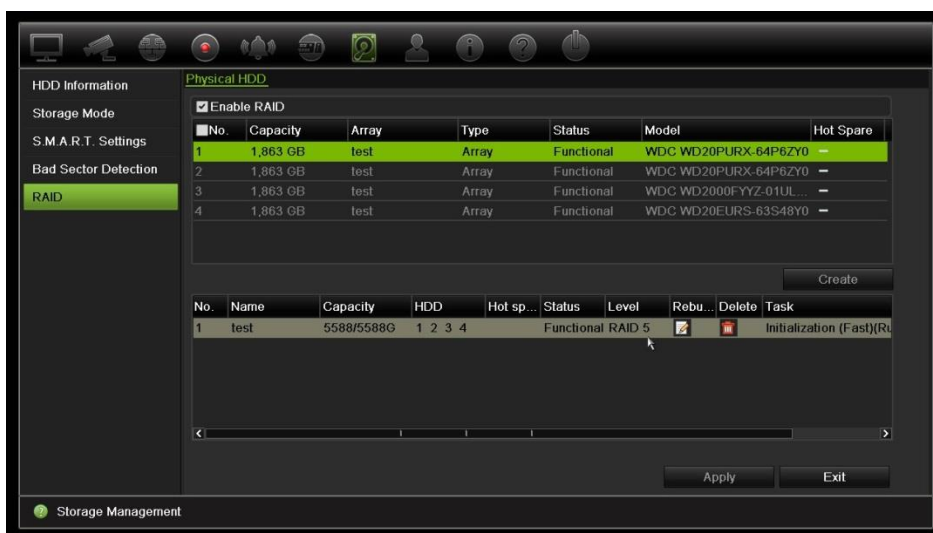 Physical HDD
HDD Information
Storage Mode
S.M.A.R.T. Settings
Bad Sector Detection
RAID
Enable RAID
No. Capacity Array Type Status Model Hot Spare
1 1,863 GB test Array Functional WDC WD20PURX-64P6ZY0 –
2 1,863 GB test Array Functional WDC WD20PURX-64P6ZY0 –
3 1,863 GB test Array Functional WDC WD2000FYYZ-01UL... –
4 1,863 GB test Array Functional WDC WD20EURS-63S48Y0 –
Create
No. Name Capacity HDD Hot sp... Status Level Rebu... Delete Task
1 test 5588/5588G 1 2 3 4 Functional RAID 5 Initialization (Fast)(Ru
Apply Exit
Storage Management